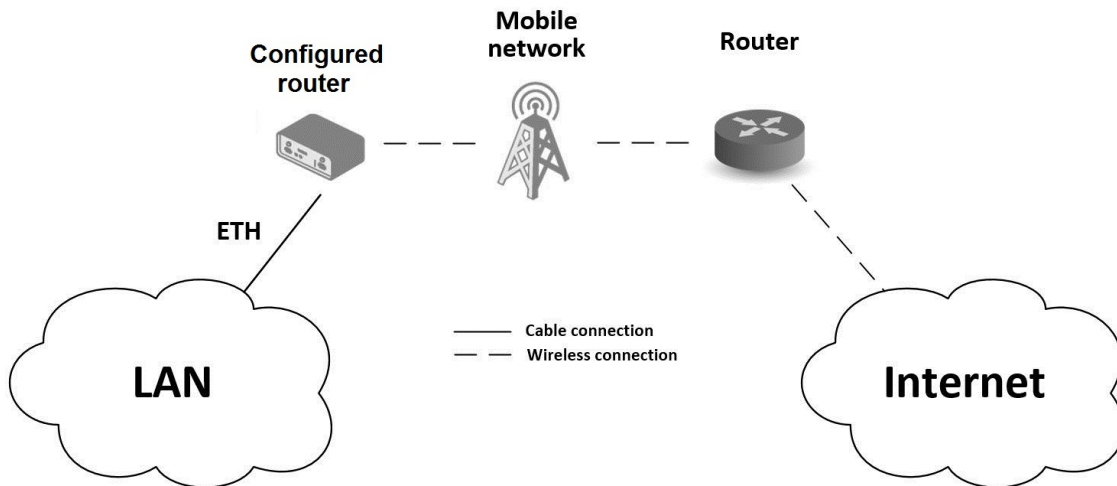 Mobile
network
Router
Configured
router
ETH
Cable connection
Wireless connection
LAN
Internet